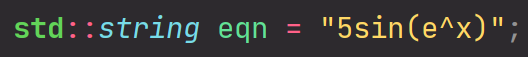 std::string eqn = "5sin(e^x)";